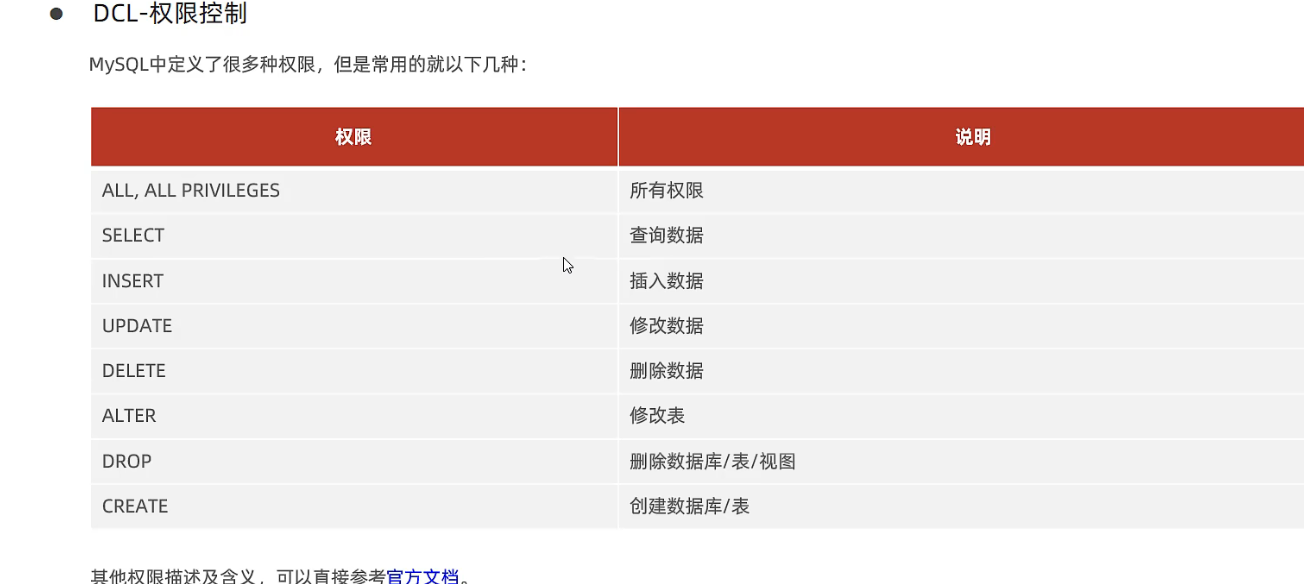 DCL-权限控制
MySQL中定义了很多种权限，但是常用的就以下几种：
权限 说明
ALL, ALL PRIVILEGES 所有权限
SELECT 查询数据
INSERT 插入数据
UPDATE 修改数据
DELETE 删除数据
ALTER 修改表
DROP 删除数据库/表/视图
CREATE 创建数据库/表
其他权限描述及含义，可以直接参考官方文档。